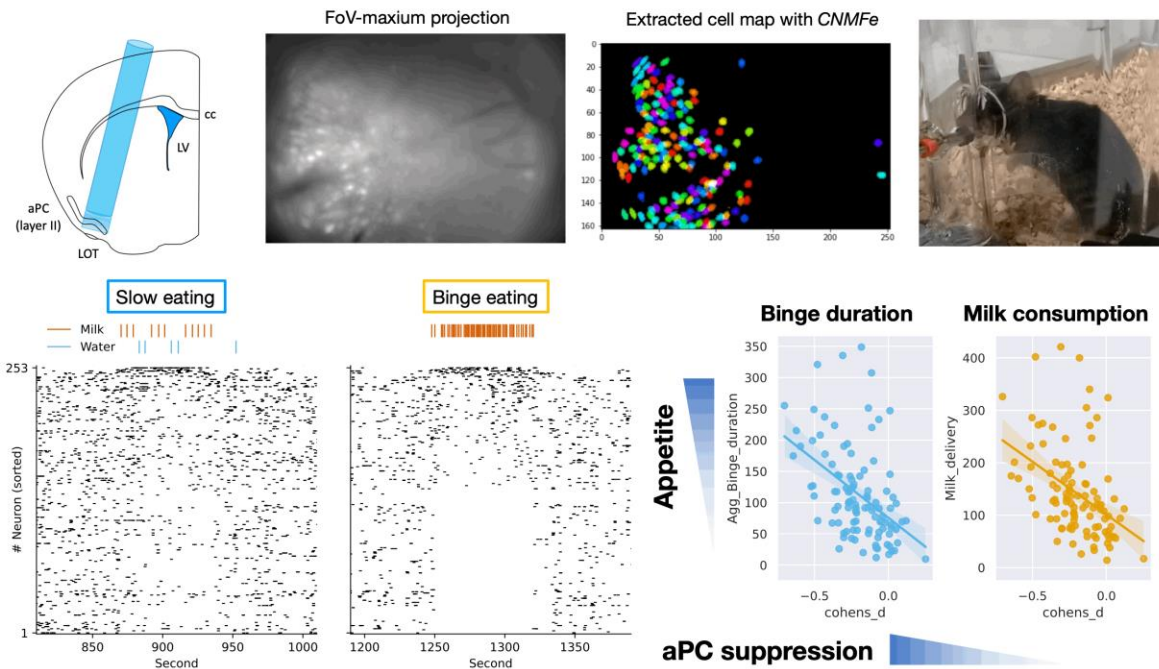 FoV-maxium projection
Extracted cell map with CNMFe
cc
LV
aPC
(layer II)
LOT
0
20
40
60
80
100
120
140
160
0
50
100
150
200
250
Slow eating
Binge eating
Milk
Water
253
# Neuron (sorted)
1
850
900
950
1000
Second
1200
1250
1300
1350
Second
Appetite
Binge duration
Milk consumption
350
300
250
200
150
100
50
0
Agg_Binge_duration
−0.5
0.0
cohens_d
400
300
200
100
0
Milk_delivery
−0.5
0.0
cohens_d
aPC suppression